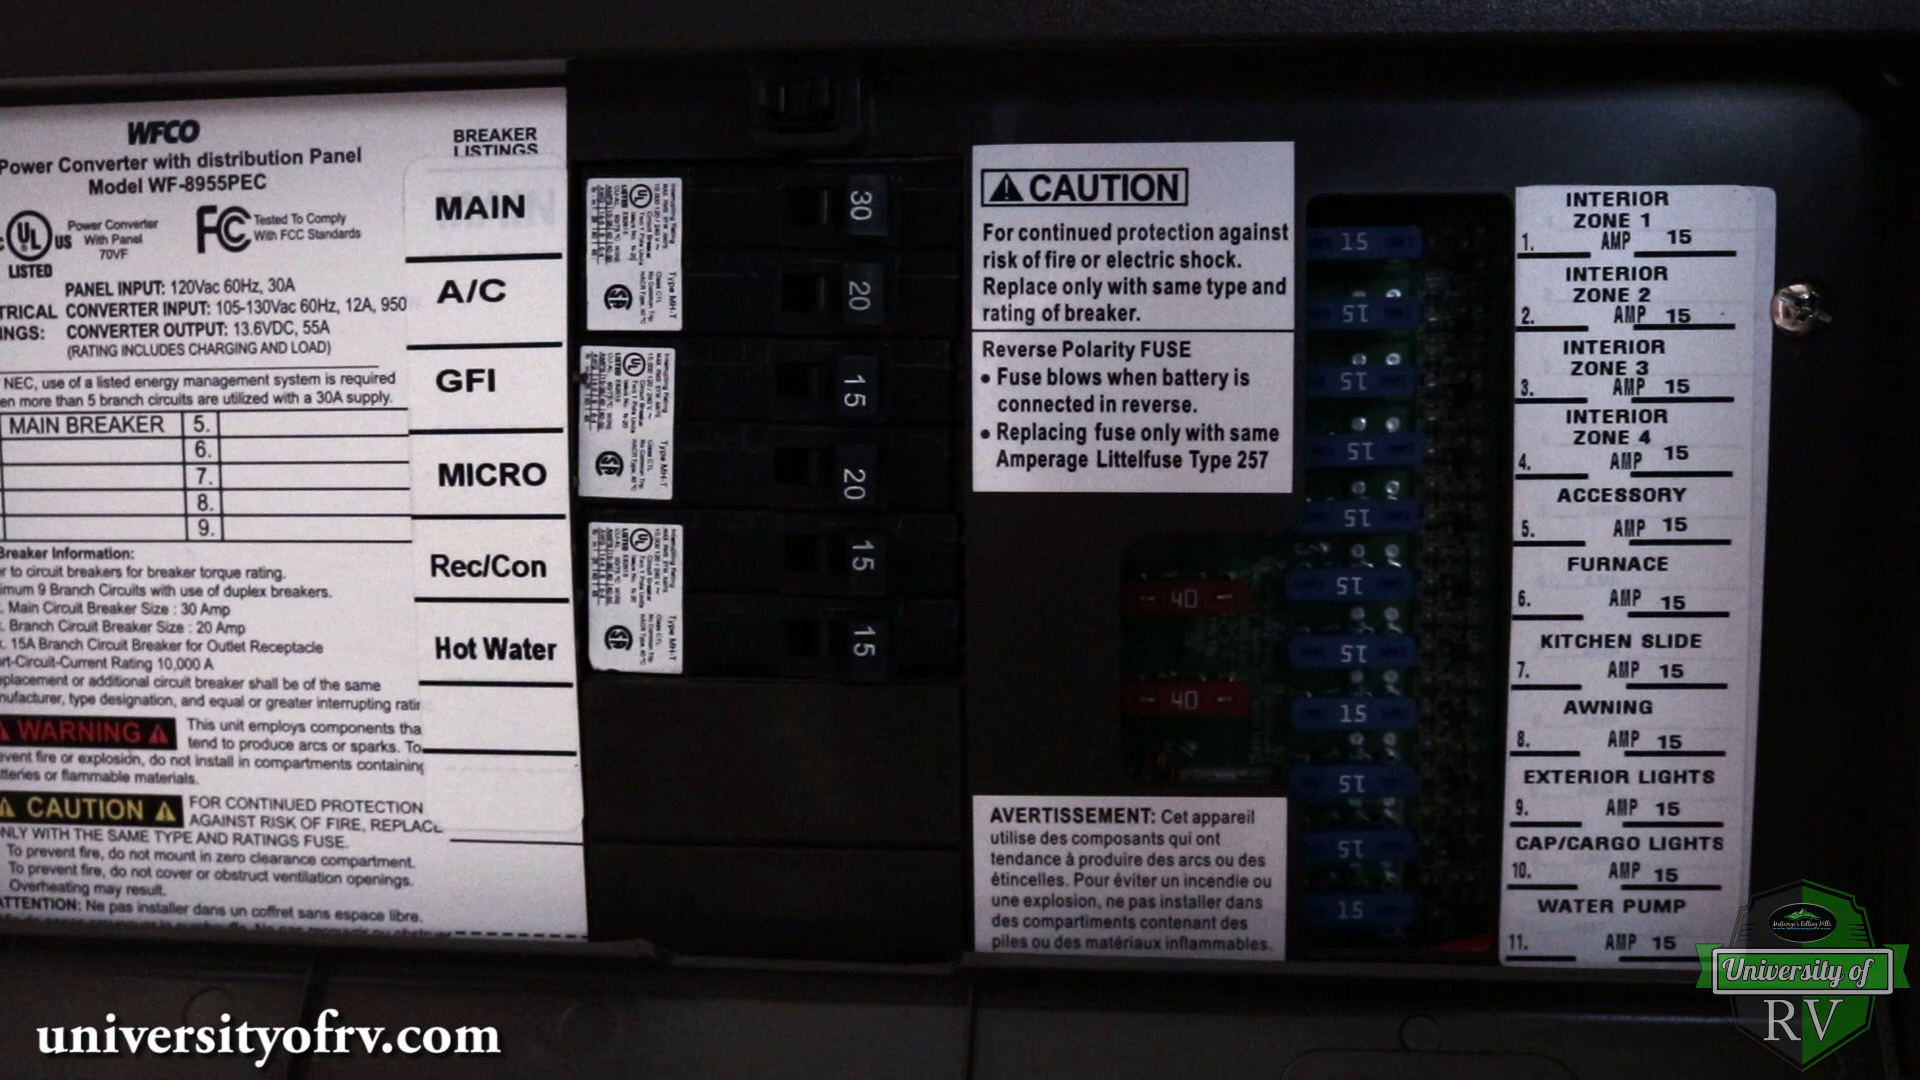 WFCO
Power Converter with distribution Panel
Model WF-8955PEC
UL US LISTED
Power Converter
With Panel
70VF
FC
Tested To Comply
With FCC Standards
PANEL INPUT: 120Vac 60Hz, 30A
TRICAL CONVERTER INPUT: 105-130Vac 60Hz, 12A, 950
NGS: CONVERTER OUTPUT: 13.6VDC, 55A
(RATING INCLUDES CHARGING AND LOAD)
NEC, use of a listed energy management system is required
en more than 5 branch circuits are utilized with a 30A supply.
MAIN BREAKER 5.
6.
7.
8.
9.
Breaker Information:
er to circuit breakers for breaker torque rating.
imum 9 Branch Circuits with use of duplex breakers.
. Main Circuit Breaker Size : 30 Amp
. Branch Circuit Breaker Size : 20 Amp
. 15A Branch Circuit Breaker for Outlet Receptacle
rt-Circuit-Current Rating 10,000 A
placement or additional circuit breaker shall be of the same
nufacturer, type designation, and equal or greater interrupting ratin
WARNING
This unit employs components tha
tend to produce arcs or sparks. To
event fire or explosion, do not install in compartments containing
tteries or flammable materials.
CAUTION
FOR CONTINUED PROTECTION
AGAINST RISK OF FIRE, REPLACE
ONLY WITH THE SAME TYPE AND RATINGS FUSE.
To prevent fire, do not mount in zero clearance compartment.
To prevent fire, do not cover or obstruct ventilation openings.
Overheating may result.
ATTENTION: Ne pas installer dans un coffret sans espace libre.
BREAKER
LISTINGS
MAIN
A/C
GFI
MICRO
Rec/Con
Hot Water
30
20
15
20
15
15
CAUTION
For continued protection against
risk of fire or electric shock.
Replace only with same type and
rating of breaker.
Reverse Polarity FUSE
• Fuse blows when battery is
connected in reverse.
• Replacing fuse only with same
Amperage Littelfuse Type 257
40
40
AVERTISSEMENT: Cet appareil
utilise des composants qui ont
tendance à produire des arcs ou des
étincelles. Pour éviter un incendie ou
une explosion, ne pas installer dans
des compartiments contenant des
piles ou des matériaux inflammables.
15
15
15
15
15
15
15
15
15
15
15
INTERIOR
ZONE 1
1. AMP 15
INTERIOR
ZONE 2
2. AMP 15
INTERIOR
ZONE 3
3. AMP 15
INTERIOR
ZONE 4
4. AMP 15
ACCESSORY
5. AMP 15
FURNACE
6. AMP 15
KITCHEN SLIDE
7. AMP 15
AWNING
8. AMP 15
EXTERIOR LIGHTS
9. AMP 15
CAP/CARGO LIGHTS
10. AMP 15
WATER PUMP
11. AMP 15
University of
RV
universityofrv.com